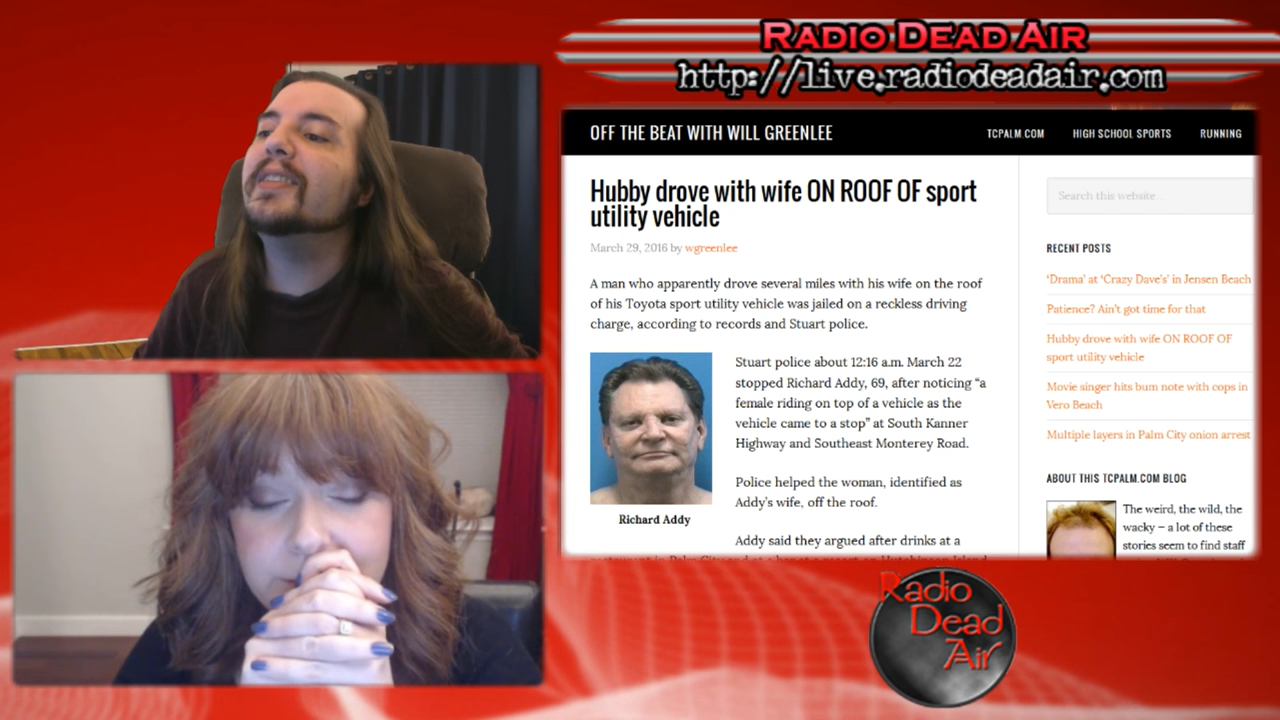 RADIO DEAD AIR
http://live.radiodeadair.com
OFF THE BEAT WITH WILL GREENLEE
TCPALM.COM
HIGH SCHOOL SPORTS
RUNNING
Hubby drove with wife ON ROOF OF sport
utility vehicle
March 29, 2016 by wgreenlee
A man who apparently drove several miles with his wife on the roof
of his Toyota sport utility vehicle was jailed on a reckless driving
charge, according to records and Stuart police.
Stuart police about 12:16 a.m. March 22
stopped Richard Addy, 69, after noticing “a
female riding on top of a vehicle as the
vehicle came to a stop” at South Kanner
Highway and Southeast Monterey Road.
Richard Addy
Police helped the woman, identified as
Addy’s wife, off the roof.
Addy said they argued after drinks at a
Search this website…
RECENT POSTS
‘Drama’ at ‘Crazy Dave’s’ in Jensen Beach
Patience? Ain’t got time for that
Hubby drove with wife ON ROOF OF
sport utility vehicle
Movie singer hits bum note with cops in
Vero Beach
Multiple layers in Palm City onion arrest
ABOUT THIS TCPALM.COM BLOG
The weird, the wild, the
wacky – a lot of these
stories seem to find staff
Radio
Dead
Air